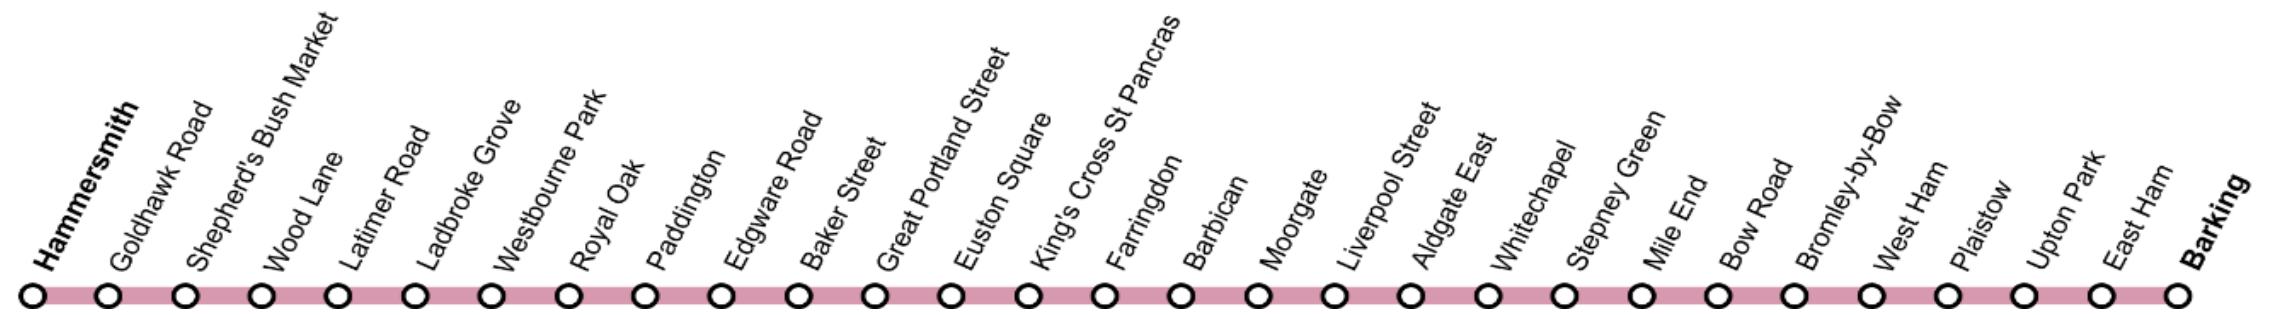 Hammersmith
Goldhawk Road
Shepherd's Bush Market
Wood Lane
Latimer Road
Ladbroke Grove
Westbourne Park
Royal Oak
Paddington
Edgware Road
Baker Street
Great Portland Street
Euston Square
King's Cross St Pancras
Farringdon
Barbican
Moorgate
Liverpool Street
Aldgate East
Whitechapel
Stepney Green
Mile End
Bow Road
Bromley-by-Bow
West Ham
Plaistow
Upton Park
East Ham
Barking